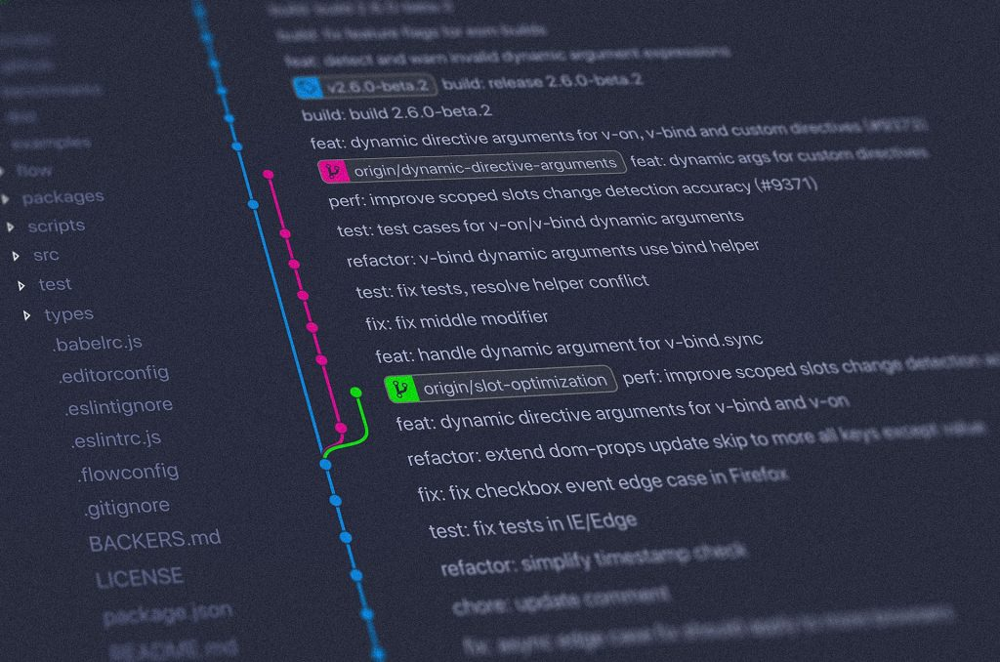 examples
flow
packages
scripts
src
test
types
.babelrc.js
.editorconfig
.eslintignore
.eslintrc.js
.flowconfig
.gitignore
BACKERS.md
LICENSE
package.json
README.md
build: build 2.6.0-beta.3
build: fix feature flags for esm builds
feat: detect and warn invalid dynamic argument expressions
v2.6.0-beta.2 build: release 2.6.0-beta.2
build: build 2.6.0-beta.2
feat: dynamic directive arguments for v-on, v-bind and custom directives (#9373)
origin/dynamic-directive-arguments feat: dynamic args for custom directives
perf: improve scoped slots change detection accuracy (#9371)
test: test cases for v-on/v-bind dynamic arguments
refactor: v-bind dynamic arguments use bind helper
test: fix tests, resolve helper conflict
fix: fix middle modifier
feat: handle dynamic argument for v-bind.sync
origin/slot-optimization perf: improve scoped slots change detection
feat: dynamic directive arguments for v-bind and v-on
refactor: extend dom-props update skip to more all keys except value
fix: fix checkbox event edge case in Firefox
test: fix tests in IE/Edge
refactor: simplify timestamp check
chore: update comment
fix: async edge case fix should apply to more browsers